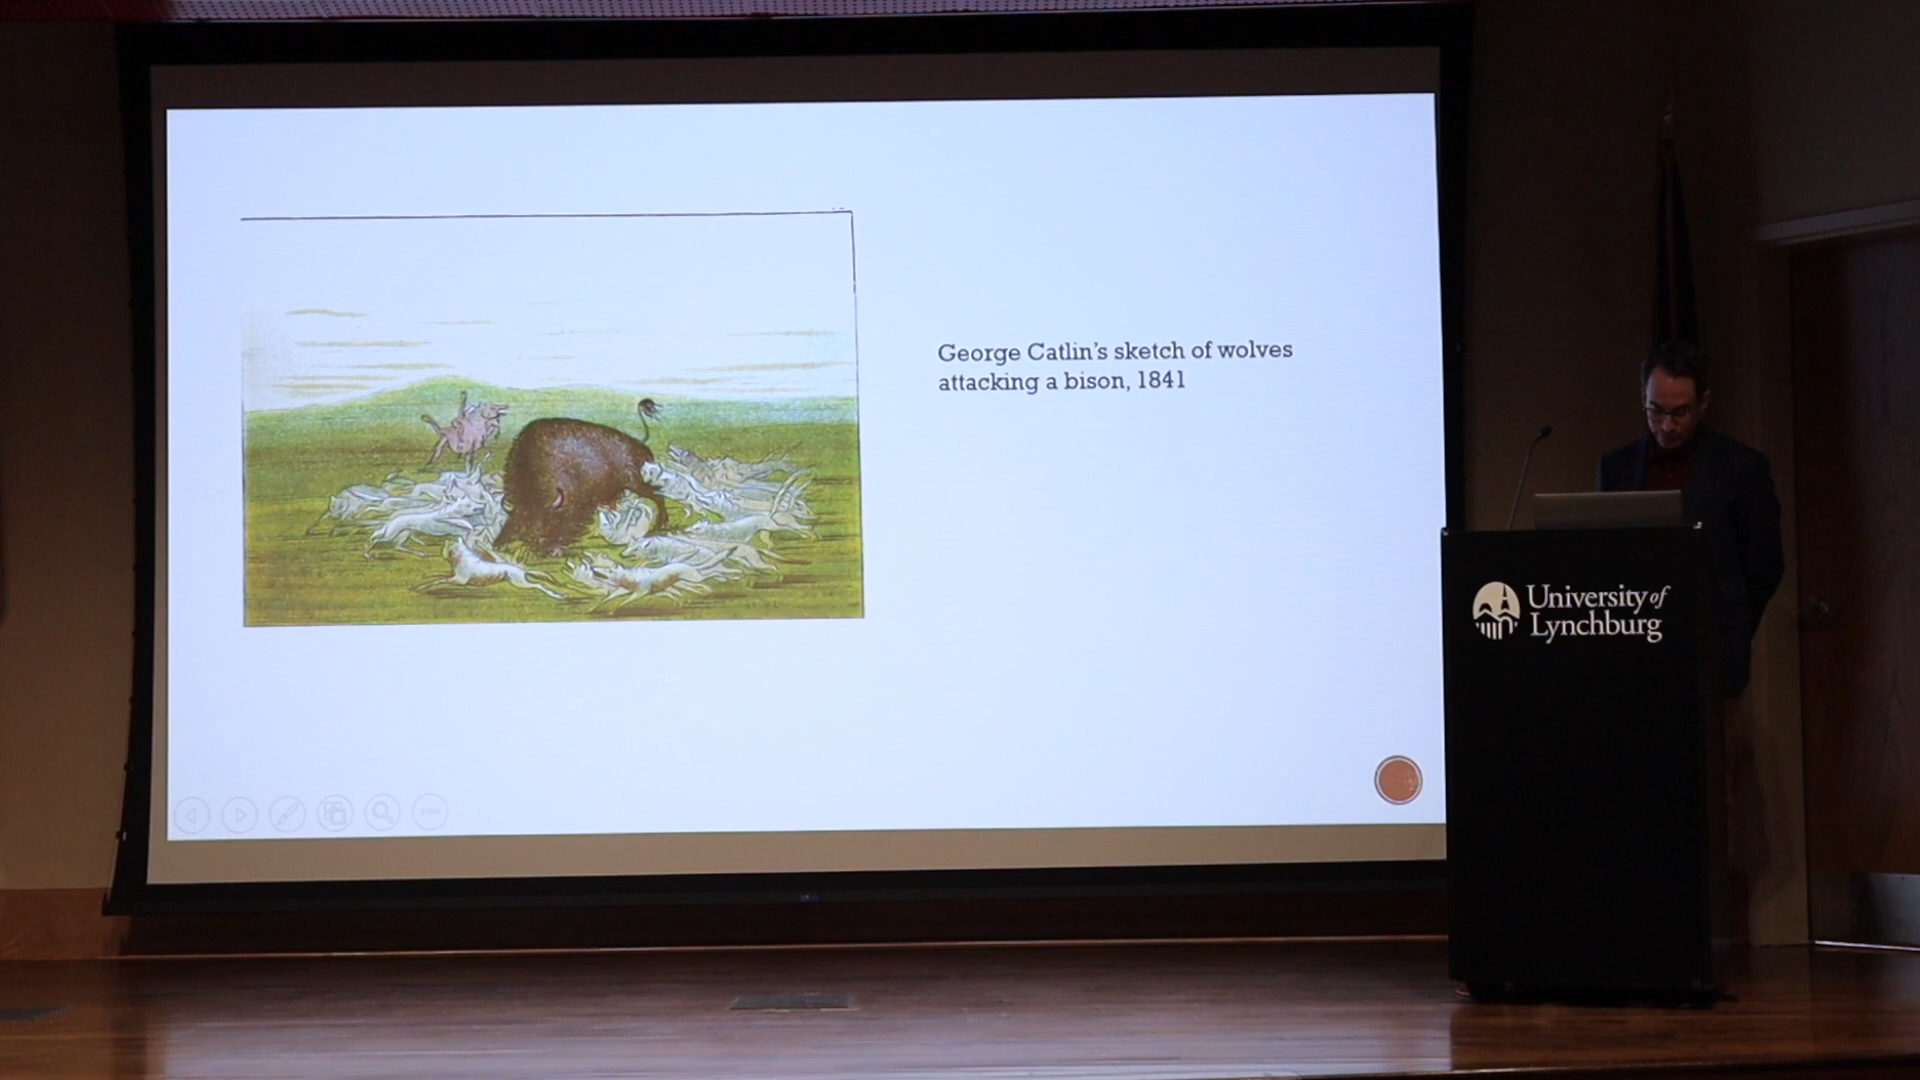 George Catlin's sketch of wolves
attacking a bison, 1841
University of
Lynchburg